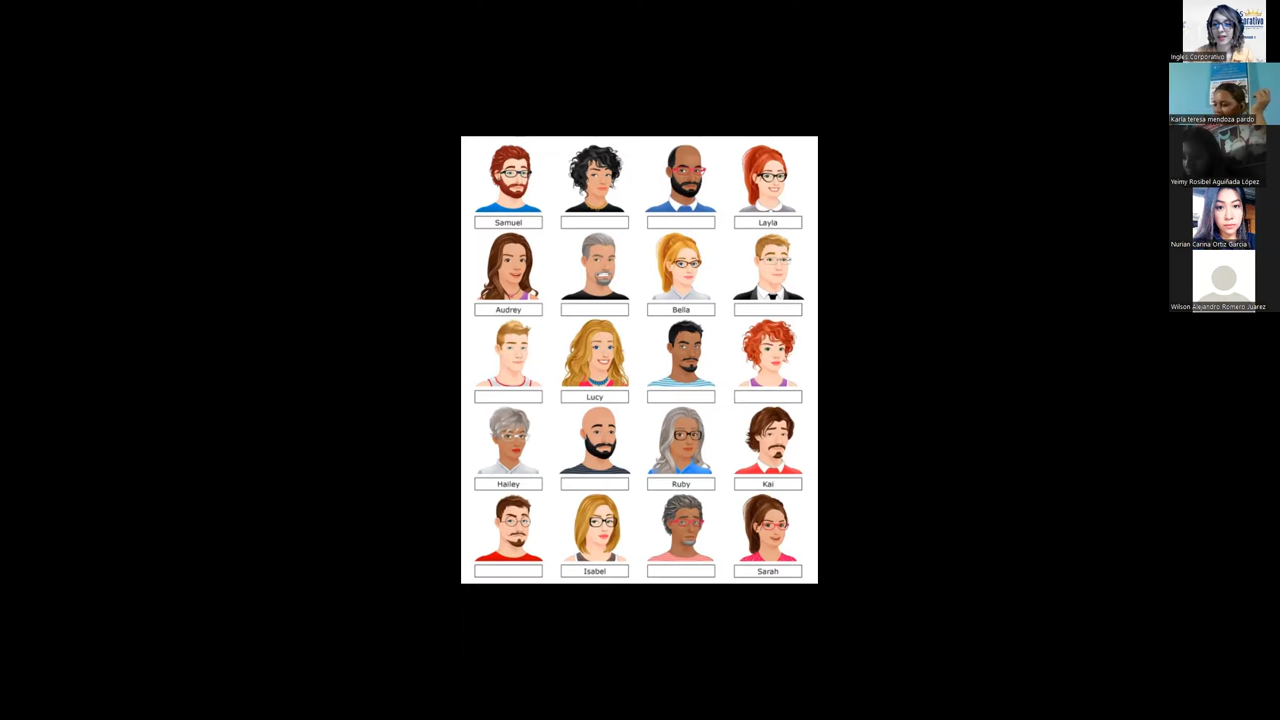 Samuel
Layla
Audrey
Bella
Lucy
Hailey
Ruby
Kai
Isabel
Sarah
Ingles Corporativo
Karla teresa mendoza pardo
Yeimy Rosibel Aguiñada López
Nurian Carina Ortiz Garcia
Wilson Alejandro Romero Juarez